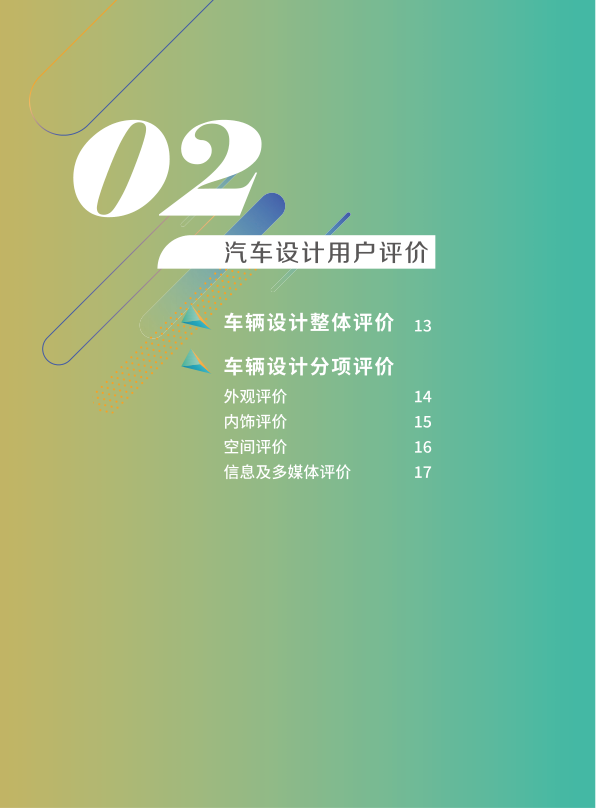 02
汽车设计用户评价
车辆设计整体评价 13
车辆设计分项评价
外观评价 14
内饰评价 15
空间评价 16
信息及多媒体评价 17